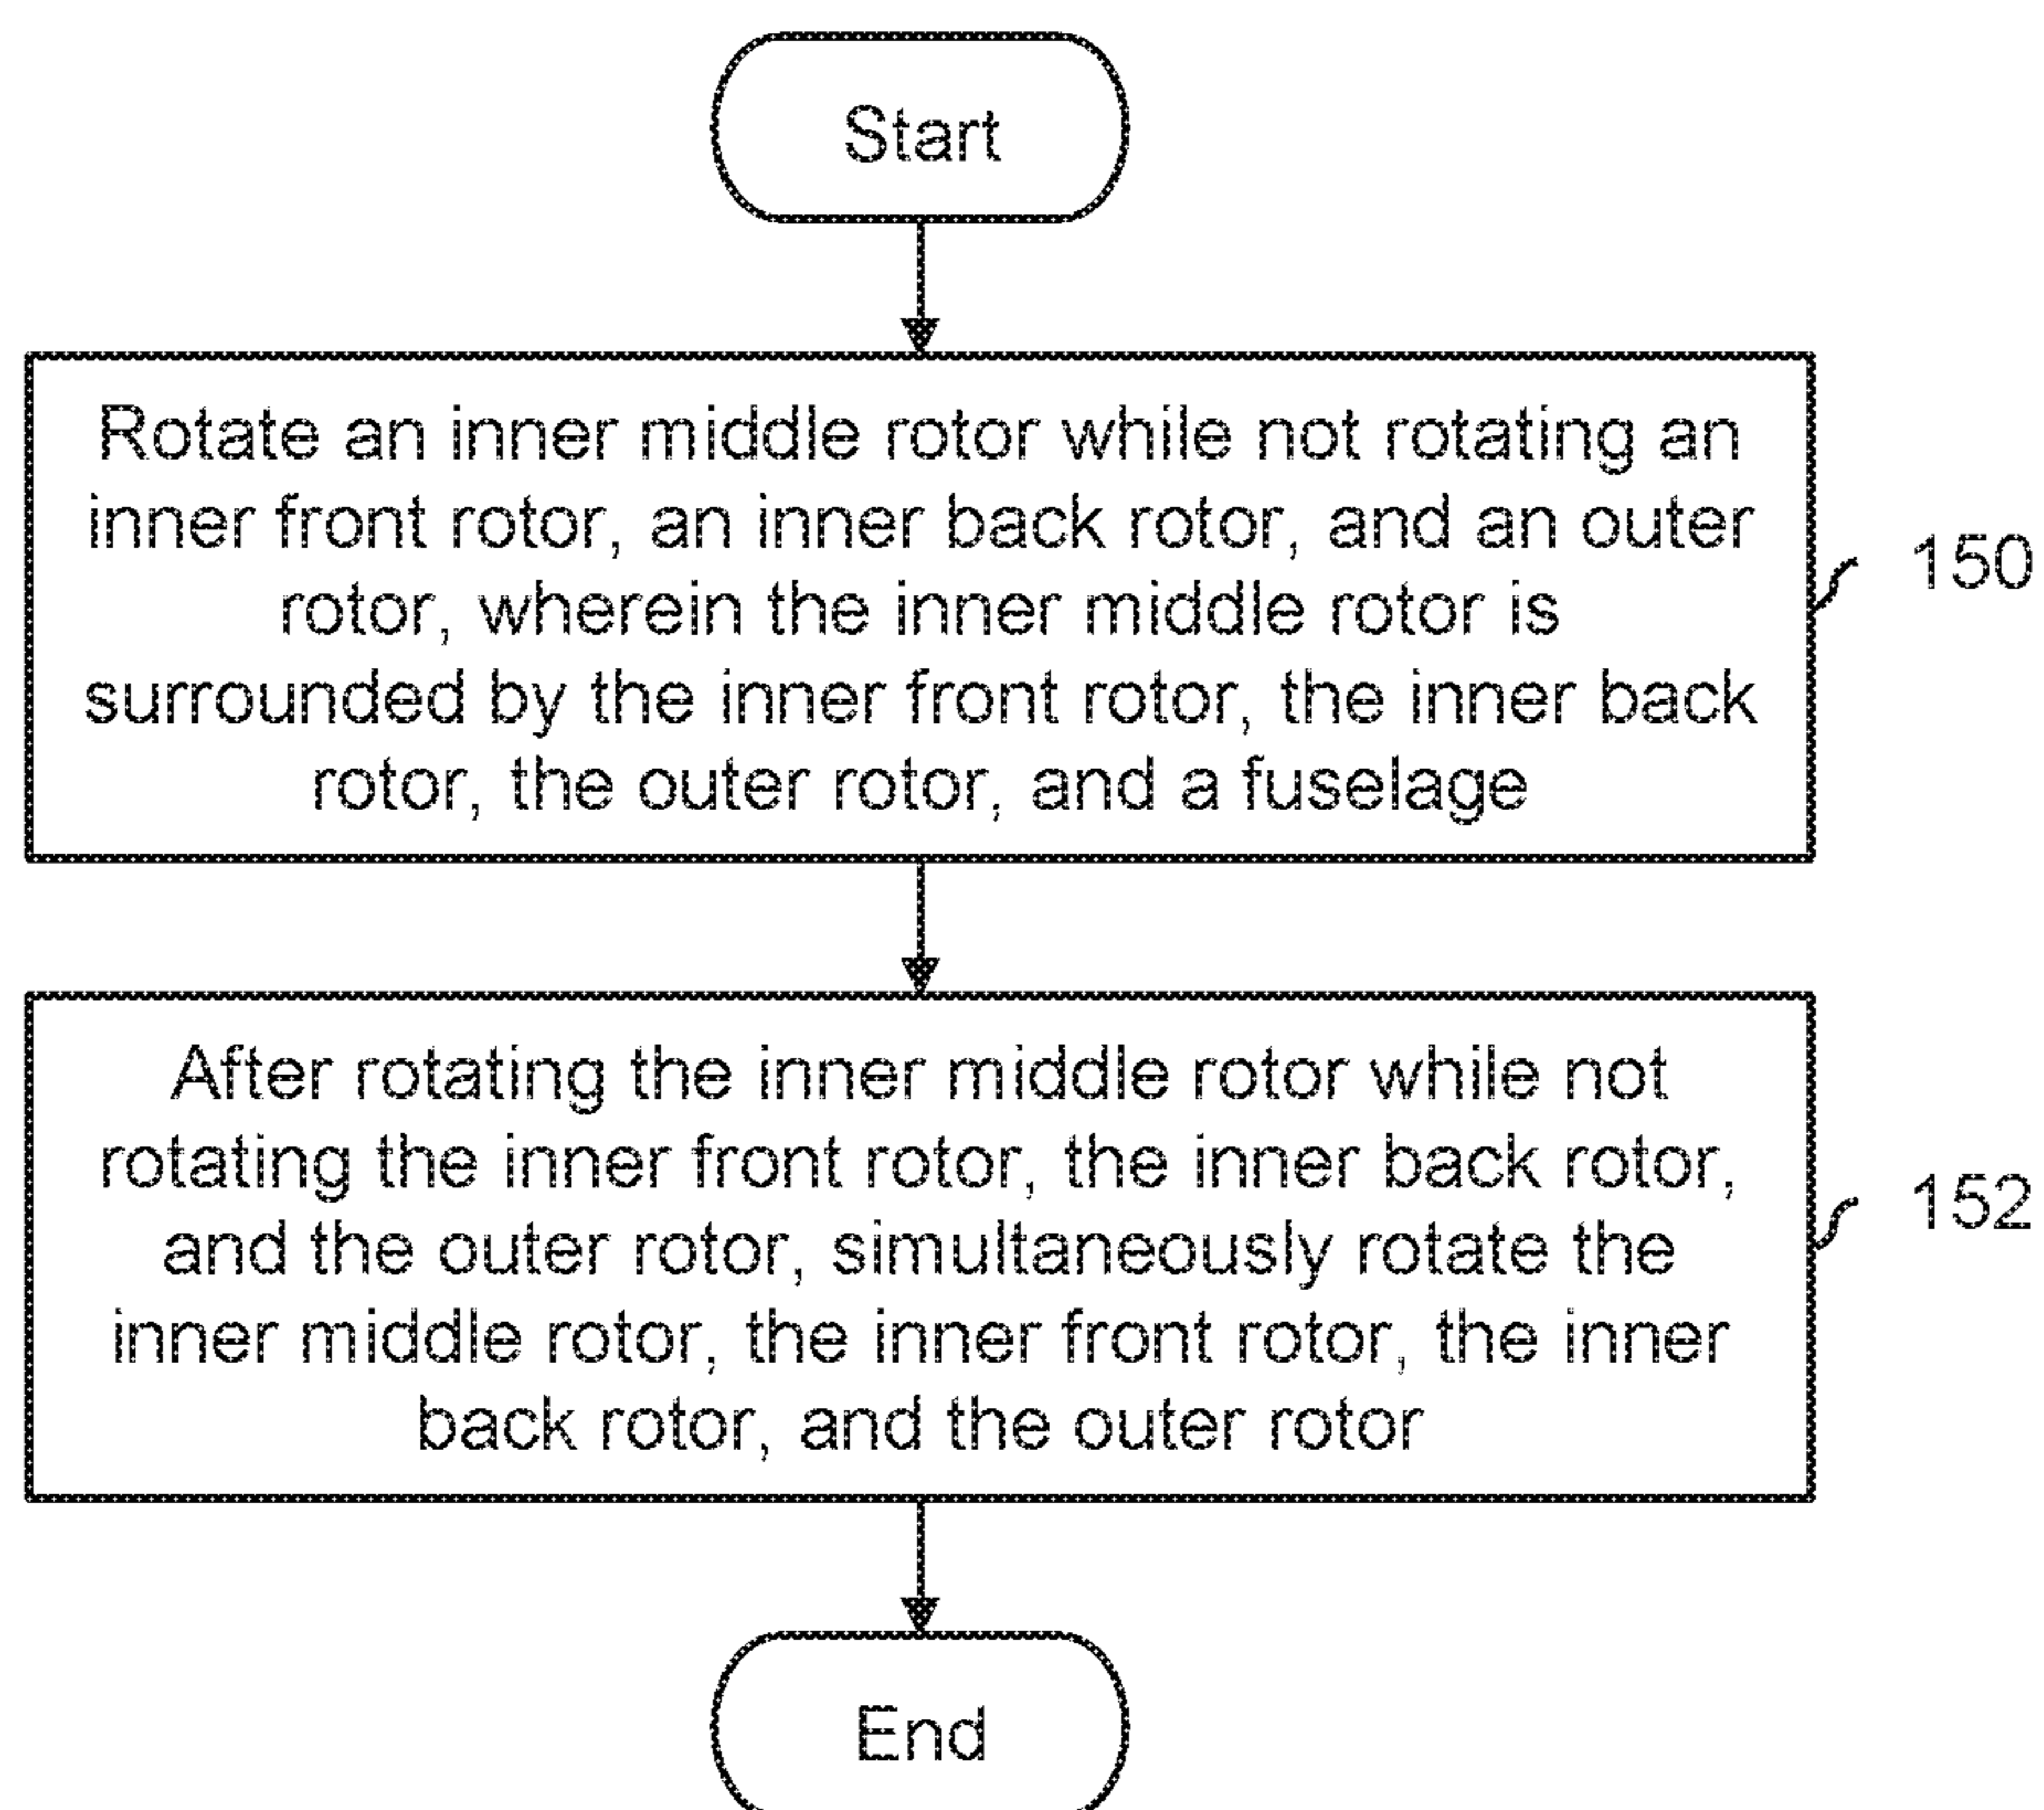 Start
Rotate an inner middle rotor while not rotating an
inner front rotor, an inner back rotor, and an outer
rotor, wherein the inner middle rotor is
surrounded by the inner front rotor, the inner back
rotor, the outer rotor, and a fuselage
150
After rotating the inner middle rotor while not
rotating the inner front rotor, the inner back rotor,
and the outer rotor, simultaneously rotate the
inner middle rotor, the inner front rotor, the inner
back rotor, and the outer rotor
152
End